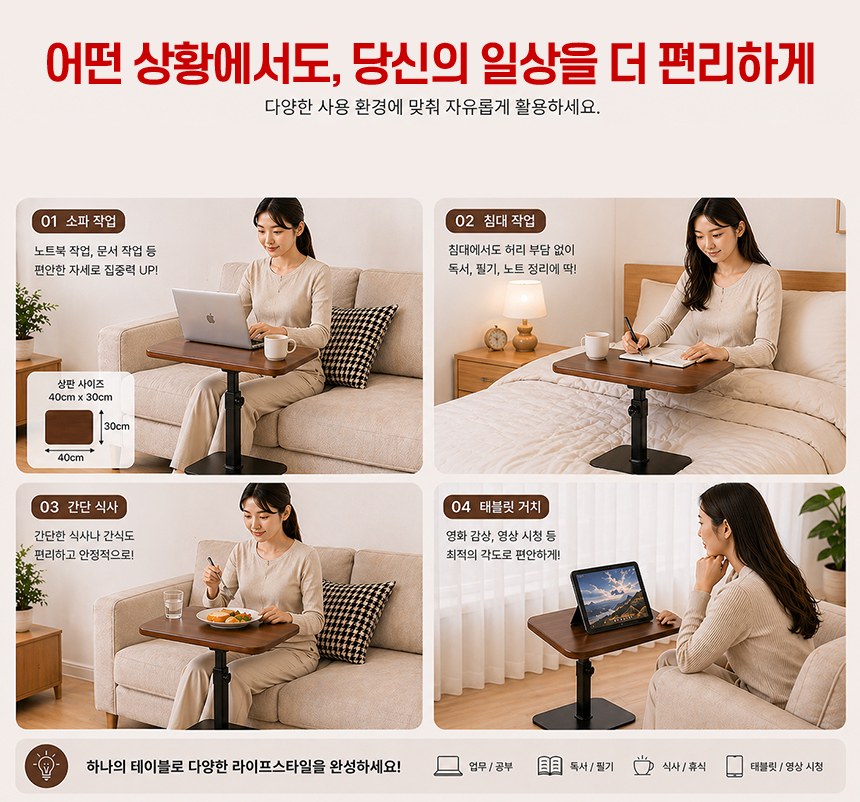 어떤 상황에서도, 당신의 일상을 더 편리하게
다양한 사용 환경에 맞춰 자유롭게 활용하세요.
01 소파 작업
노트북 작업, 문서 작업 등
편안한 자세로 집중력 UP!
상판 사이즈
40cm x 30cm
30cm
40cm
02 침대 작업
침대에서도 허리 부담 없이
독서, 필기, 노트 정리에 딱!
03 간단 식사
간단한 식사나 간식도
편리하고 안정적으로!
04 태블릿 거치
영화 감상, 영상 시청 등
최적의 각도로 편안하게!
하나의 테이블로 다양한 라이프스타일을 완성하세요!
업무 / 공부
독서 / 필기
식사 / 휴식
태블릿 / 영상 시청